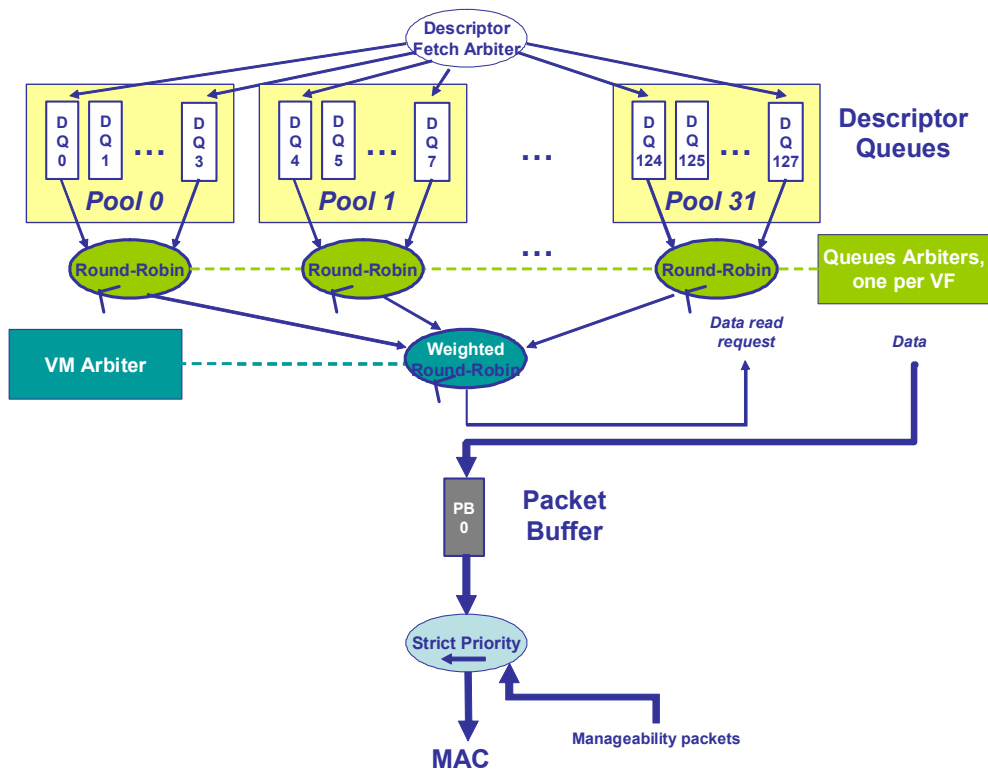 Descriptor
Fetch Arbiter
D Q 0
D Q 1
...
D Q 3
Pool 0
D Q 4
D Q 5
...
D Q 7
Pool 1
...
D Q 124
D Q 125
...
D Q 127
Pool 31
Descriptor
Queues
Round-Robin
Round-Robin
...
Round-Robin
Queues Arbiters,
one per VF
VM Arbiter
Weighted
Round-Robin
Data read
request
Data
PB
0
Packet
Buffer
Strict Priority
Manageability packets
MAC